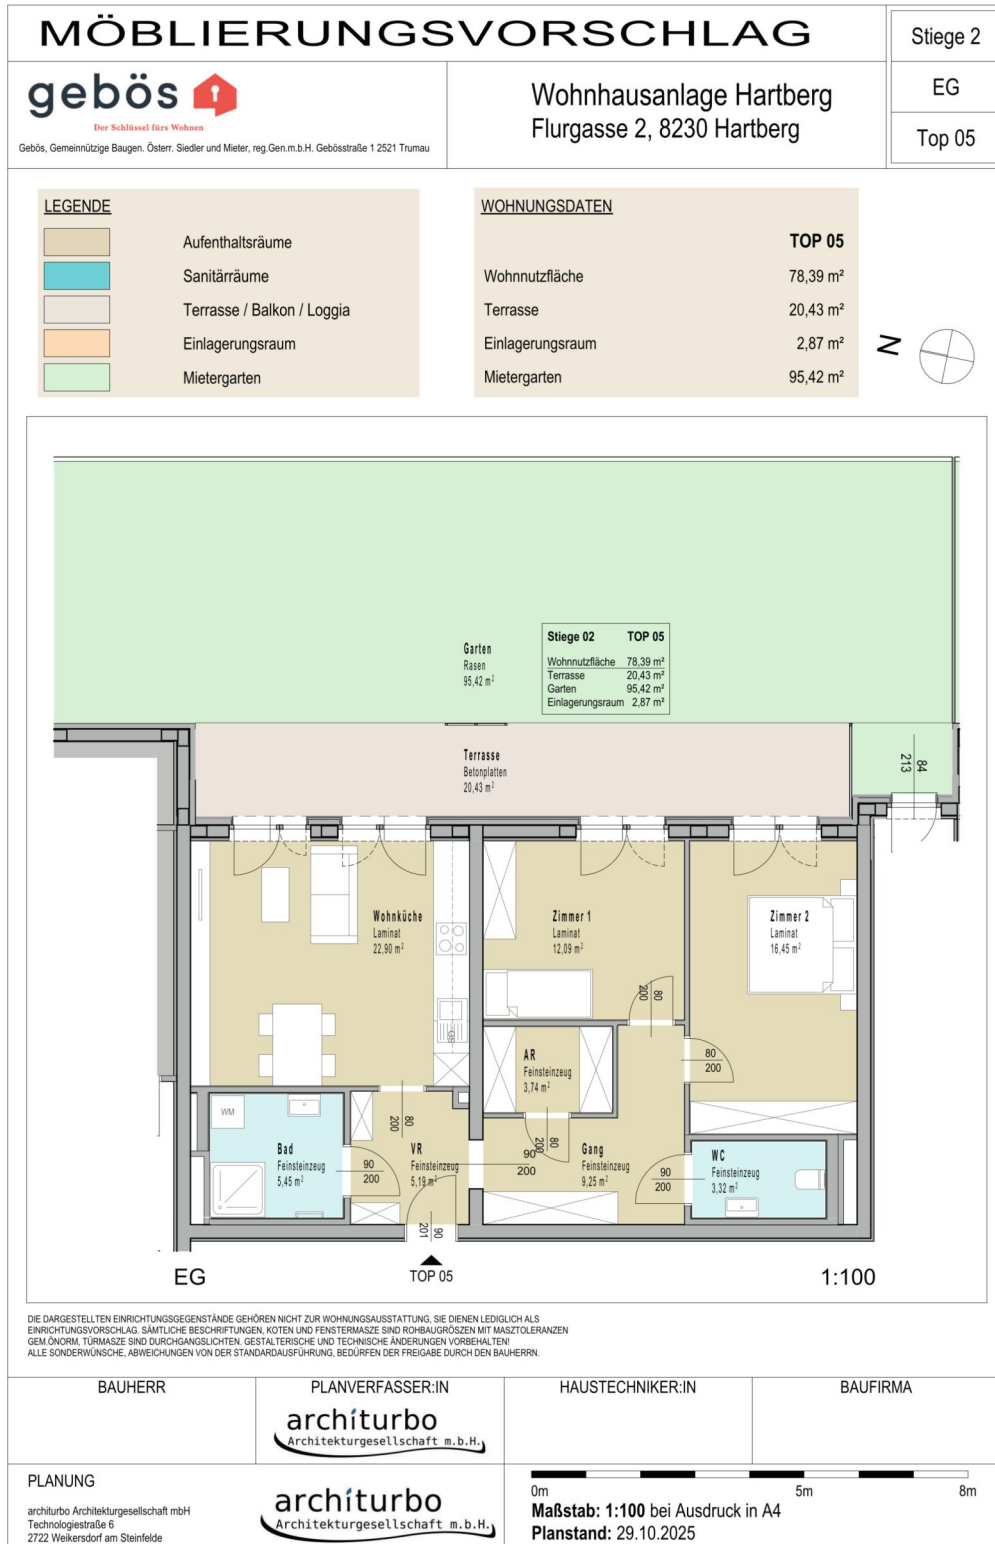 MÖBLIERUNGSVORSCHLAG
Stiege 2
EG
Top 05
gebös
Der Schlüssel fürs Wohnen
Gebös, Gemeinnützige Baugen. Österr. Siedler und Mieter, reg.Gen.m.b.H. Gebösstraße 1 2521 Trumau
Wohnhausanlage Hartberg
Flurgasse 2, 8230 Hartberg
LEGENDE
Aufenthaltsräume
Sanitärräume
Terrasse / Balkon / Loggia
Einlagerungsraum
Mietergarten
WOHNUNGSDATEN
TOP 05
Wohnnutzfläche 78,39 m²
Terrasse 20,43 m²
Einlagerungsraum 2,87 m²
Mietergarten 95,42 m²
N
Garten
Rasen
95,42 m²
Stiege 02 TOP 05
Wohnnutzfläche 78,39 m²
Terrasse 20,43 m²
Garten 95,42 m²
Einlagerungsraum 2,87 m²
Terrasse
Betonplatten
20,43 m²
84
213
Wohnküche
Laminat
22,90 m²
Zimmer 1
Laminat
12,09 m²
Zimmer 2
Laminat
16,45 m²
80
200
GS
AR
Feinsteinzeug
3,74 m²
80
200
80
200
80
200
WM
Bad
Feinsteinzeug
5,45 m²
90
200
VR
Feinsteinzeug
5,19 m²
90
200
Gang
Feinsteinzeug
9,25 m²
90
200
WC
Feinsteinzeug
3,32 m²
90
201
EG
TOP 05
1:100
DIE DARGESTELLTEN EINRICHTUNGSGEGENSTÄNDE GEHÖREN NICHT ZUR WOHNUNGSAUSSTATTUNG, SIE DIENEN LEDIGLICH ALS
EINRICHTUNGSVORSCHLAG. SÄMTLICHE BESCHRIFTUNGEN, KOTEN UND FENSTERMASZE SIND ROHBAUGRÖSZEN MIT MASZTOLERANZEN
GEM.ÖNORM, TÜRMASZE SIND DURCHGANGSLICHTEN. GESTALTERISCHE UND TECHNISCHE ÄNDERUNGEN VORBEHALTEN!
ALLE SONDERWÜNSCHE, ABWEICHUNGEN VON DER STANDARDAUSFÜHRUNG, BEDÜRFEN DER FREIGABE DURCH DEN BAUHERRN.
BAUHERR
PLANVERFASSER:IN
HAUSTECHNIKER:IN
BAUFIRMA
architurbo
Architekturgesellschaft m.b.H.
PLANUNG
architurbo Architekturgesellschaft mbH
Technologiestraße 6
2722 Weikersdorf am Steinfelde
architurbo
Architekturgesellschaft m.b.H.
0m 5m 8m
Maßstab: 1:100 bei Ausdruck in A4
Planstand: 29.10.2025